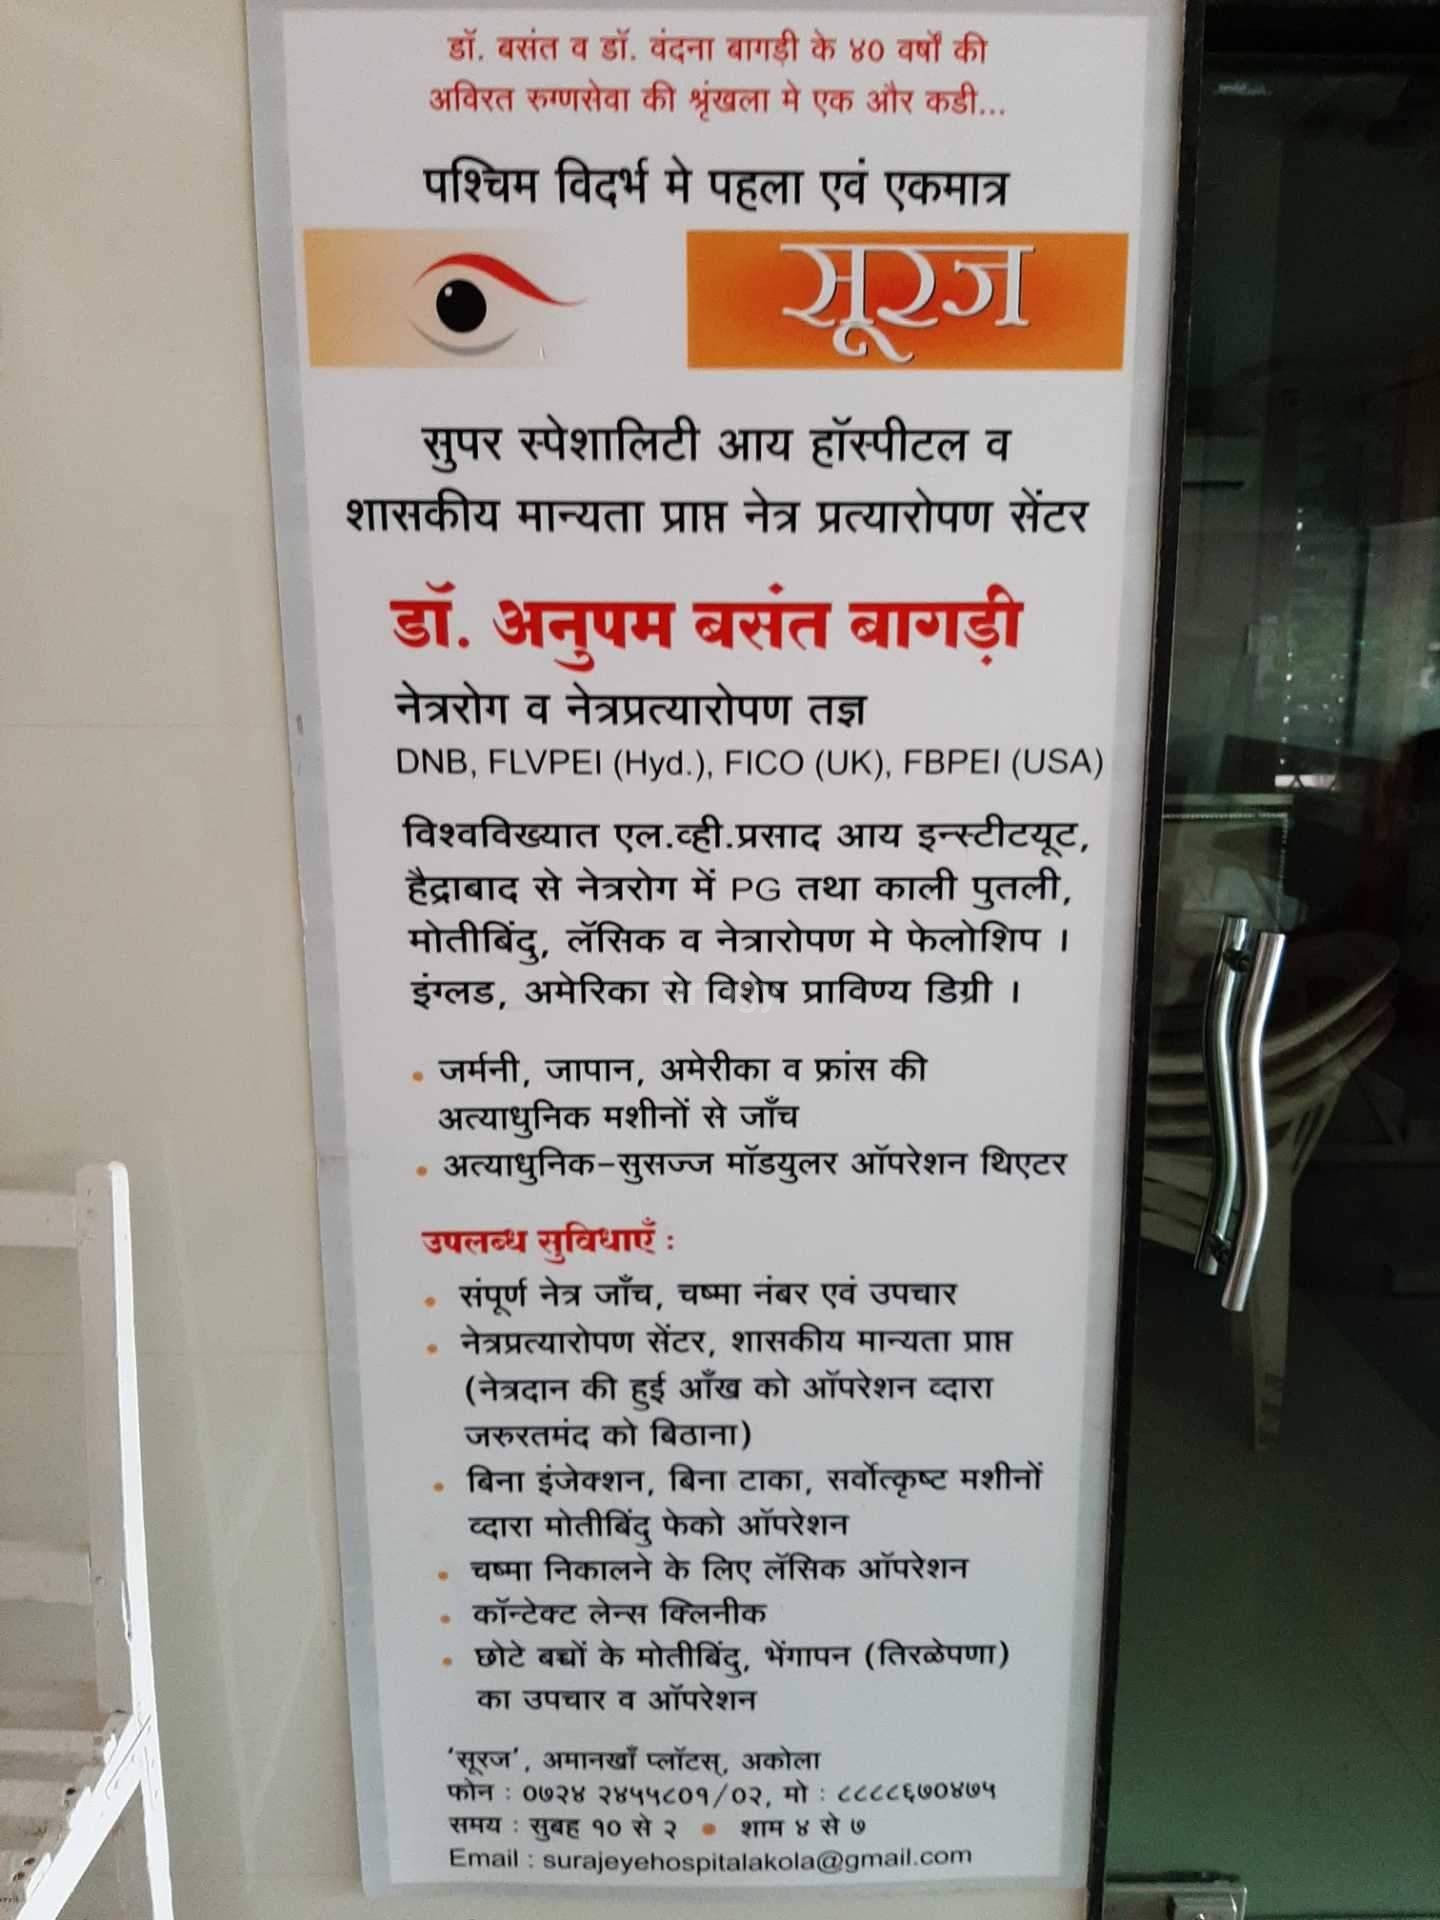 डॉ. बसंत व डॉ. वंदना बागड़ी के ४० वर्षों की
अविरत रुग्णसेवा की श्रृंखला मे एक और कडी...
पश्चिम विदर्भ मे पहला एवं एकमात्र
सूरज
सुपर स्पेशालिटी आय हॉस्पीटल व
शासकीय मान्यता प्राप्त नेत्र प्रत्यारोपण सेंटर
डॉ. अनुपम बसंत बागड़ी
नेत्ररोग व नेत्रप्रत्यारोपण तज्ञ
DNB, FLVPEI (Hyd.), FICO (UK), FBPEI (USA)
विश्वविख्यात एल.व्ही.प्रसाद आय इन्स्टीटयूट,
हैद्राबाद से नेत्ररोग में PG तथा काली पुतली,
मोतीबिंदु, लॅसिक व नेत्रारोपण मे फेलोशिप ।
इंग्लड, अमेरिका से विशेष प्राविण्य डिग्री ।
• जर्मनी, जापान, अमेरीका व फ्रांस की
अत्याधुनिक मशीनों से जाँच
• अत्याधुनिक-सुसज्ज मॉडयुलर ऑपरेशन थिएटर
उपलब्ध सुविधाएँ :
• संपूर्ण नेत्र जाँच, चष्मा नंबर एवं उपचार
• नेत्रप्रत्यारोपण सेंटर, शासकीय मान्यता प्राप्त
(नेत्रदान की हुई आँख को ऑपरेशन व्दारा
जरुरतमंद को बिठाना)
• बिना इंजेक्शन, बिना टाका, सर्वोत्कृष्ट मशीनों
व्दारा मोतीबिंदु फेको ऑपरेशन
• चष्मा निकालने के लिए लॅसिक ऑपरेशन
• कॉन्टेक्ट लेन्स क्लिनीक
• छोटे बच्चों के मोतीबिंदु, भेंगापन (तिरळेपणा)
का उपचार व ऑपरेशन
'सूरज', अमानखाँ प्लॉटस्, अकोला
फोन : ०७२४ २४५५८०१/०२, मो : ८८८८६७०४७५
समय : सुबह १० से २ • शाम ४ से ७
Email : surajeyehospitalakola@gmail.com